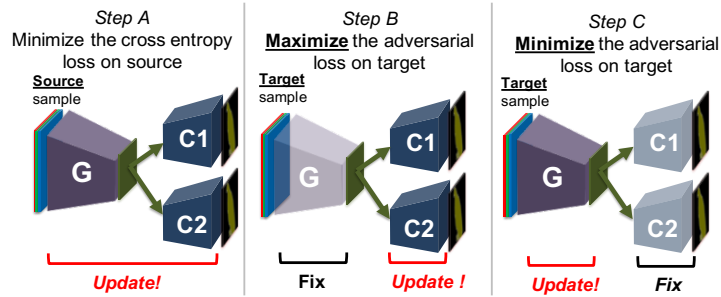 Step A
Minimize the cross entropy
loss on source
Source
sample
G
C1
C2
Update!
Step B
Maximize the adversarial
loss on target
Target
sample
G
C1
C2
Fix
Update !
Step C
Minimize the adversarial
loss on target
Target
sample
G
C1
C2
Update!
Fix